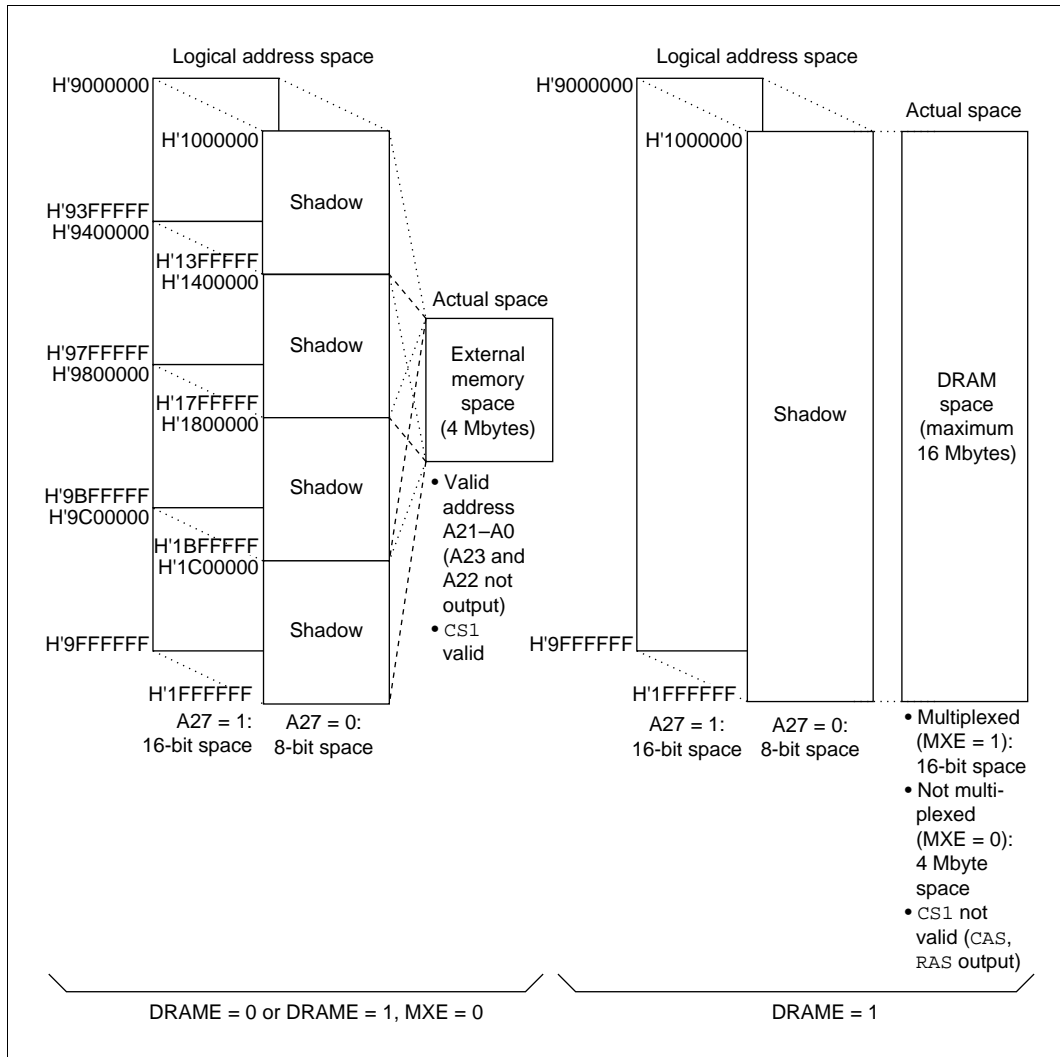 Logical address space
H'9000000
H'1000000
Shadow
H'93FFFFF
H'9400000
H'13FFFFF
H'1400000
Shadow
H'97FFFFF
H'9800000
H'17FFFFF
H'1800000
Shadow
H'9BFFFFF
H'9C00000
H'1BFFFFF
H'1C00000
Shadow
H'9FFFFFF
H'1FFFFFF
A27 = 1:
16-bit space
A27 = 0:
8-bit space
Actual space
External
memory
space
(4 Mbytes)
• Valid
address
A21–A0
(A23 and
A22 not
output)
• CS1
valid
DRAME = 0 or DRAME = 1, MXE = 0
Logical address space
H'9000000
H'1000000
Shadow
H'9FFFFFF
H'1FFFFFF
A27 = 1:
16-bit space
A27 = 0:
8-bit space
Actual space
DRAM
space
(maximum
16 Mbytes)
• Multiplexed
(MXE = 1):
16-bit space
• Not multi-
plexed
(MXE = 0):
4 Mbyte
space
• CS1 not
valid (CAS,
RAS output)
DRAME = 1